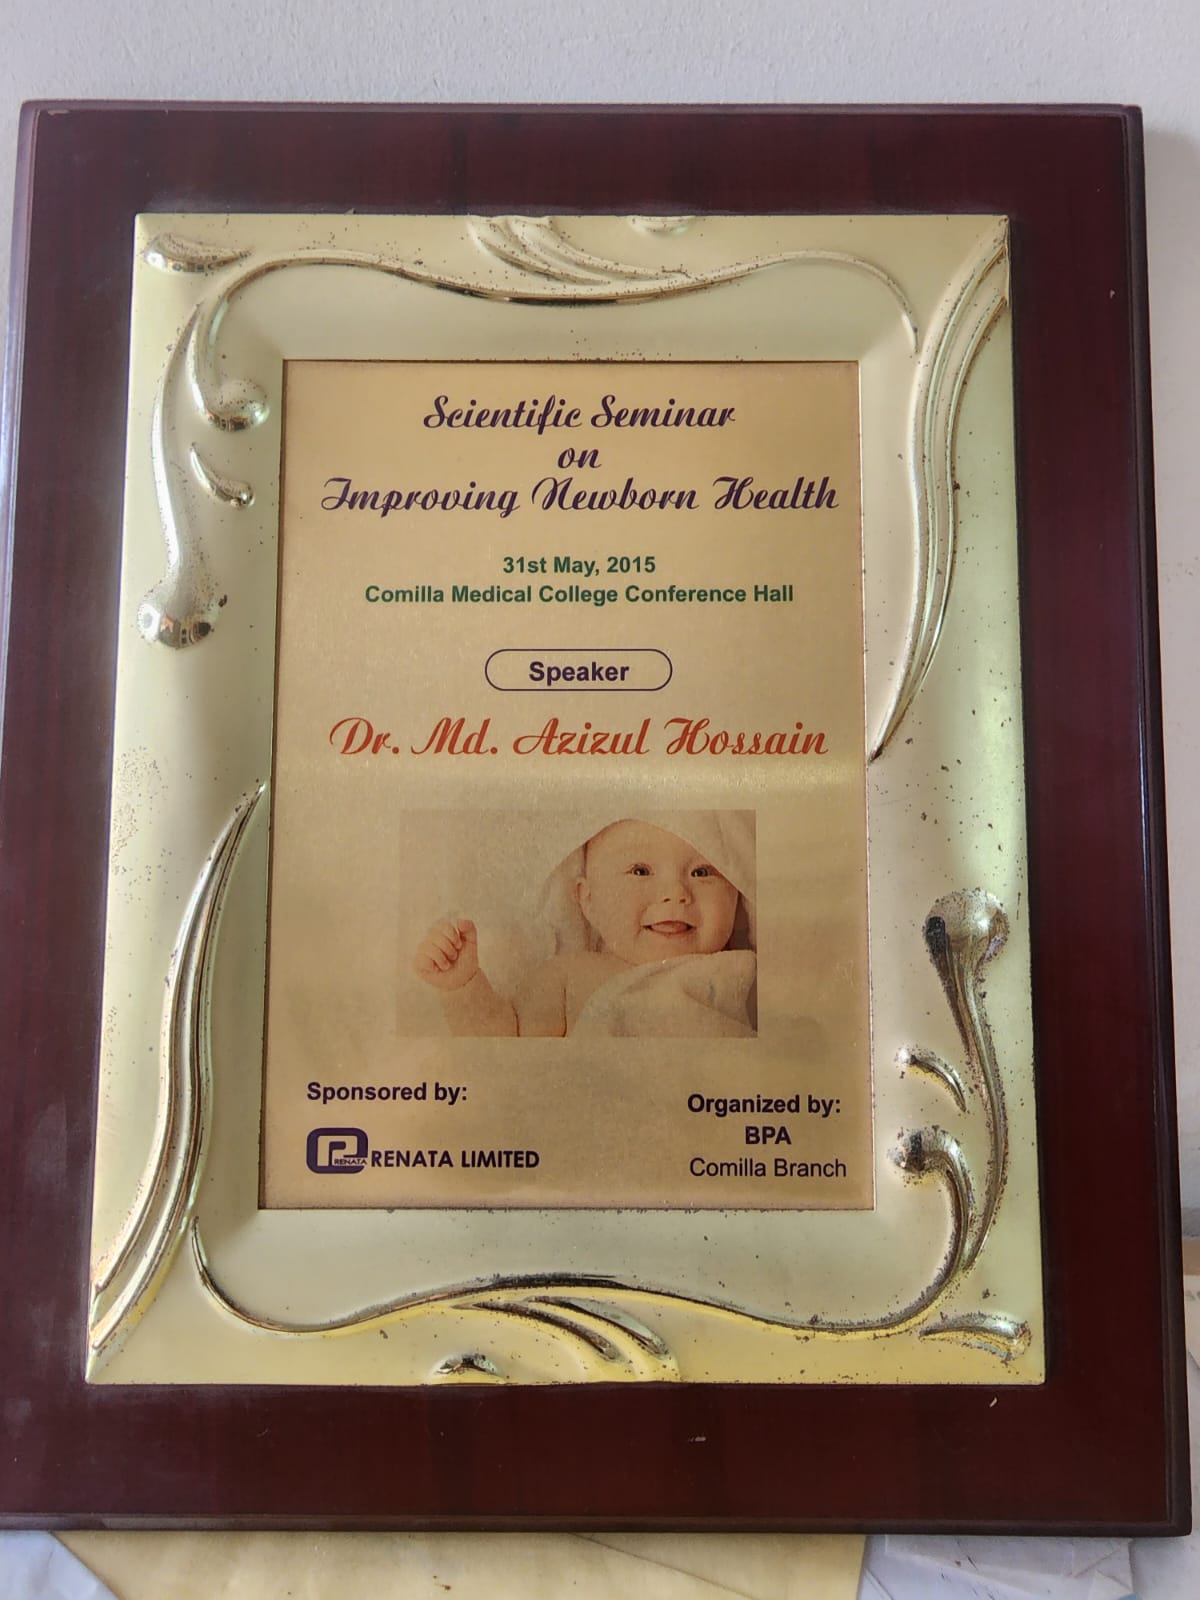 Scientific Seminar
on
Improving Newborn Health
31st May, 2015
Comilla Medical College Conference Hall
Speaker
Dr. Md. Azizul Hossain
Sponsored by:
RENATA
RENATA LIMITED
Organized by:
BPA
Comilla Branch